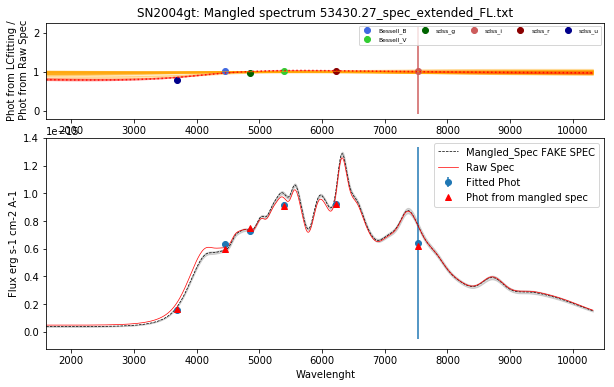 SN2004gt: Mangled spectrum 53430.27_spec_extended_FL.txt
Phot from LCfitting /
Phot from Raw Spec
2
1
0
Bessell_B
Bessell_V
sdss_g
sdss_i
sdss_r
sdss_u
2000 3000 4000 5000 6000 7000 8000 9000 10000
1e−15
Flux erg s-1 cm-2 A-1
1.4
1.2
1.0
0.8
0.6
0.4
0.2
0.0
Mangled_Spec FAKE SPEC
Raw Spec
Fitted Phot
Phot from mangled spec
2000 3000 4000 5000 6000 7000 8000 9000 10000
Wavelenght